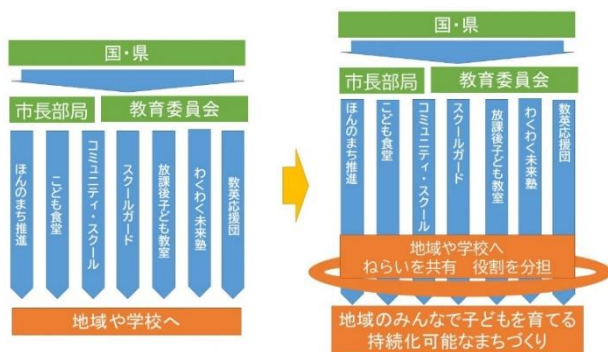 国・県
市長部局
教育委員会
ほんのまち推進
こども食堂
コミュニティ・スクール
スクールガード
放課後子ども教室
わくわく未来塾
数英応援団
地域や学校へ
国・県
市長部局
教育委員会
ほんのまち推進
こども食堂
コミュニティ・スクール
スクールガード
放課後子ども教室
わくわく未来塾
数英応援団
地域や学校へ
ねらいを共有　役割を分担
地域のみんなで子どもを育てる
持続化可能なまちづくり